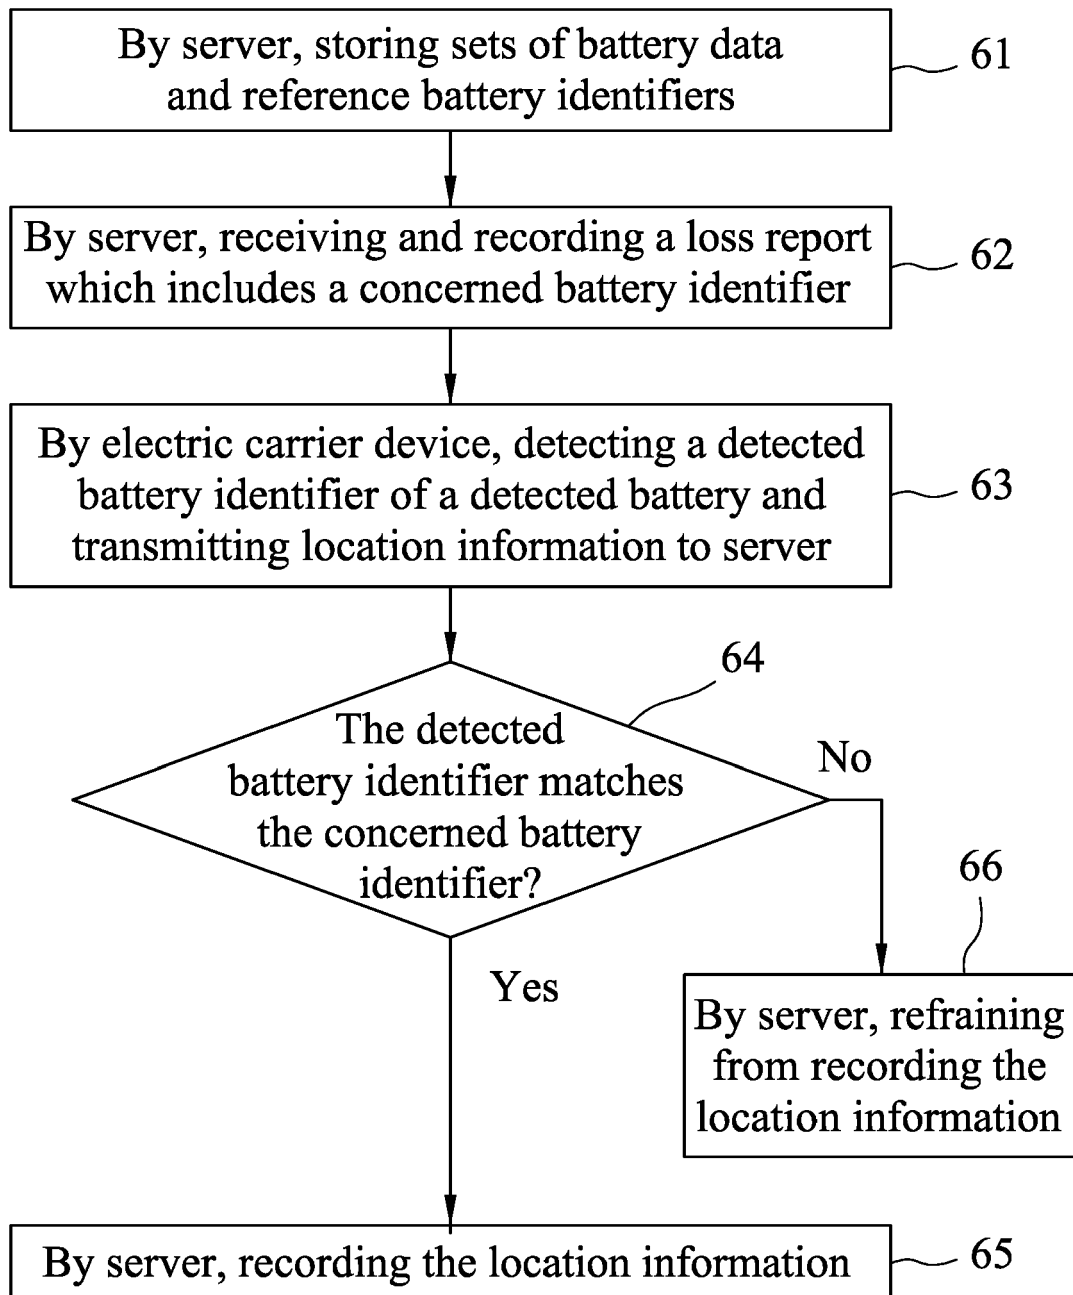 By server, storing sets of battery data
and reference battery identifiers
61
By server, receiving and recording a loss report
which includes a concerned battery identifier
62
By electric carrier device, detecting a detected
battery identifier of a detected battery and
transmitting location information to server
63
64
The detected
battery identifier matches
the concerned battery
identifier?
No
Yes
66
By server, refraining
from recording the
location information
By server, recording the location information
65